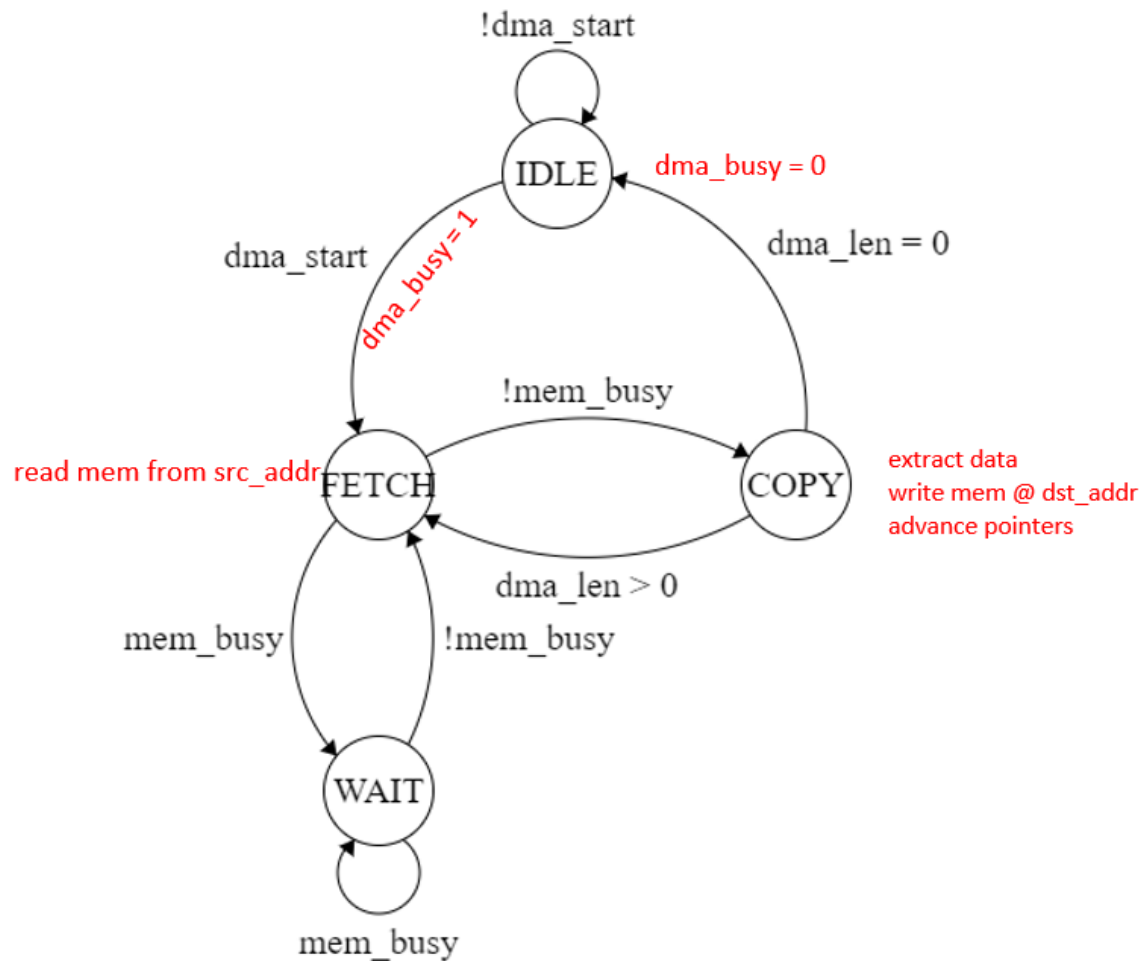 !dma_start
IDLE
dma_busy = 0
dma_start
dma_busy = 1
dma_len = 0
!mem_busy
read mem from src_addr
FETCH
COPY
extract data
write mem @ dst_addr
advance pointers
dma_len > 0
mem_busy
!mem_busy
WAIT
mem_busy